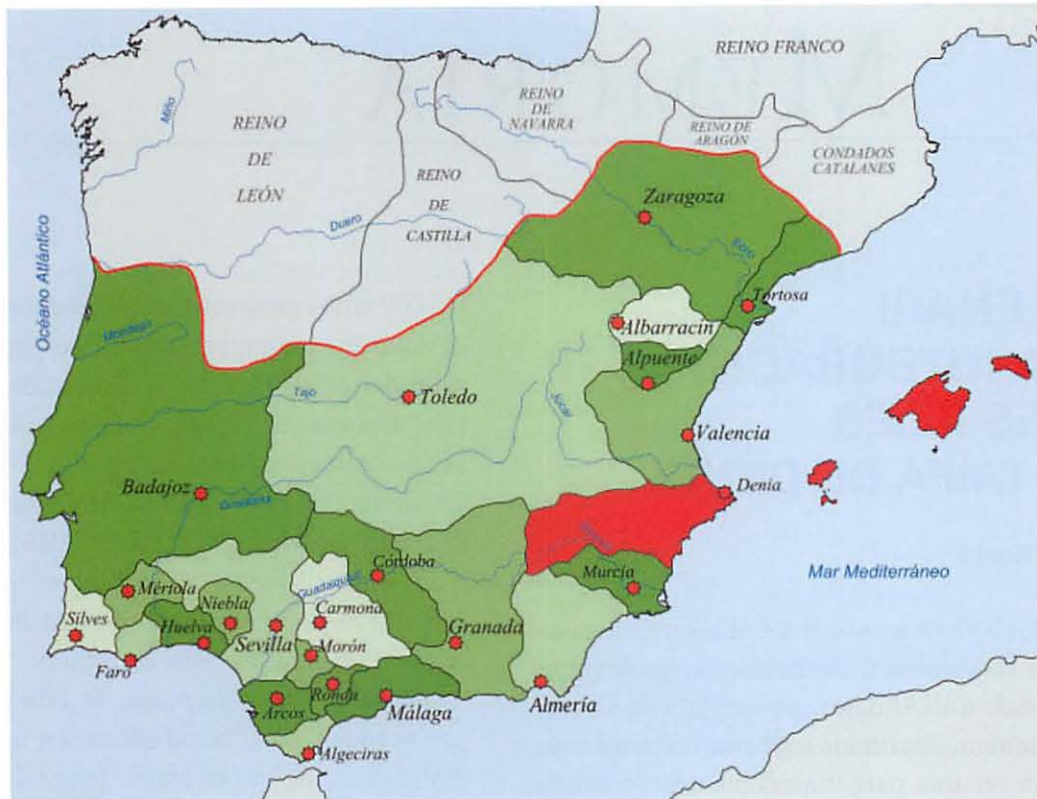 REINO FRANCO
REINO
DE
NAVARRA
REINO DE
ARAGÓN
CONDADOS
CATALANES
Miño
REINO
DE
LEÓN
REINO
DE
CASTILLA
Duero
Zaragoza
Ebro
Océano Atlántico
Mondego
Tortosa
Albarracín
Alpuente
Tajo
Toledo
Júcar
Valencia
Badajoz
Guadiana
Denia
Mar Mediterráneo
Córdoba
Guadalquivir
Murcia
Mértola
Niebla
Carmona
Silves
Huelva
Sevilla
Morón
Granada
Faro
Ronda
Arcos
Málaga
Almería
Algeciras